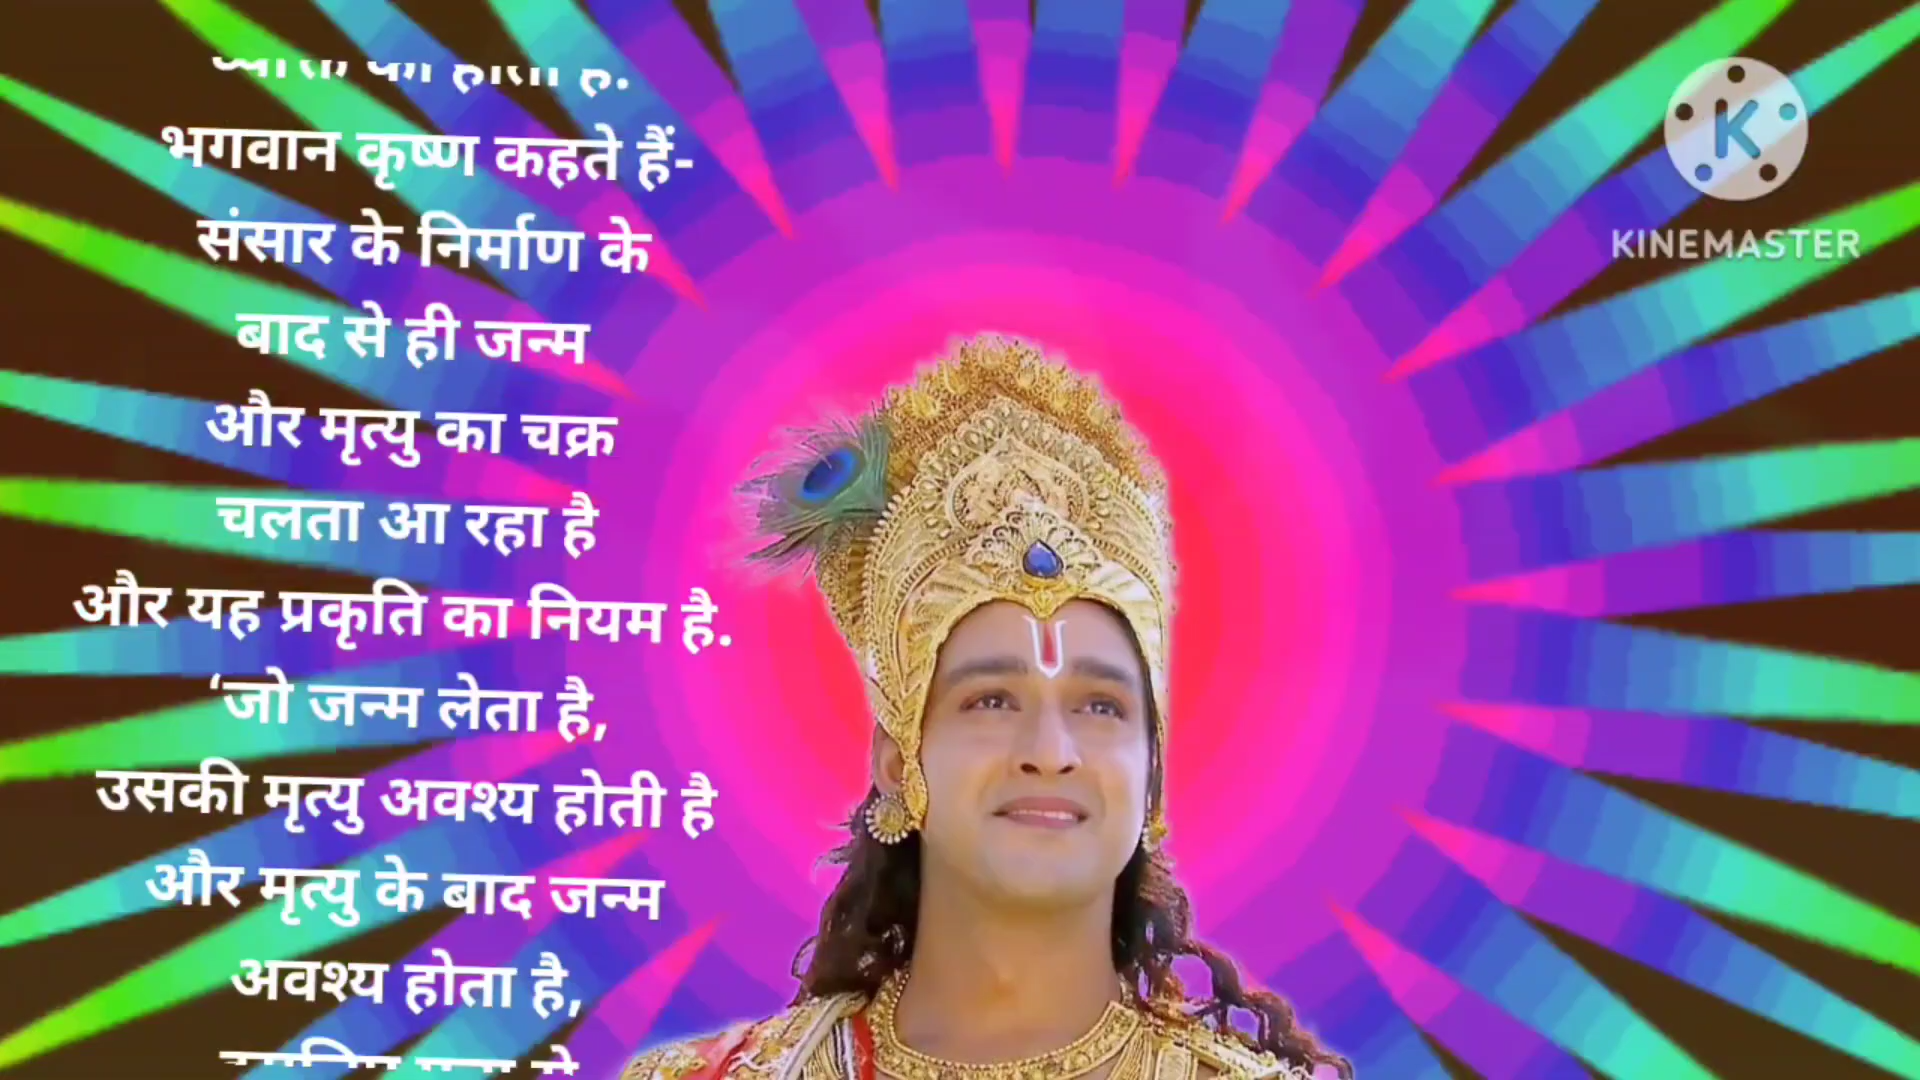 भगवान कृष्ण कहते हैं-
संसार के निर्माण के
बाद से ही जन्म
और मृत्यु का चक्र
चलता आ रहा है
और यह प्रकृति का नियम है.
‘जो जन्म लेता है,
उसकी मृत्यु अवश्य होती है
और मृत्यु के बाद जन्म
अवश्य होता है,
K
KINEMASTER